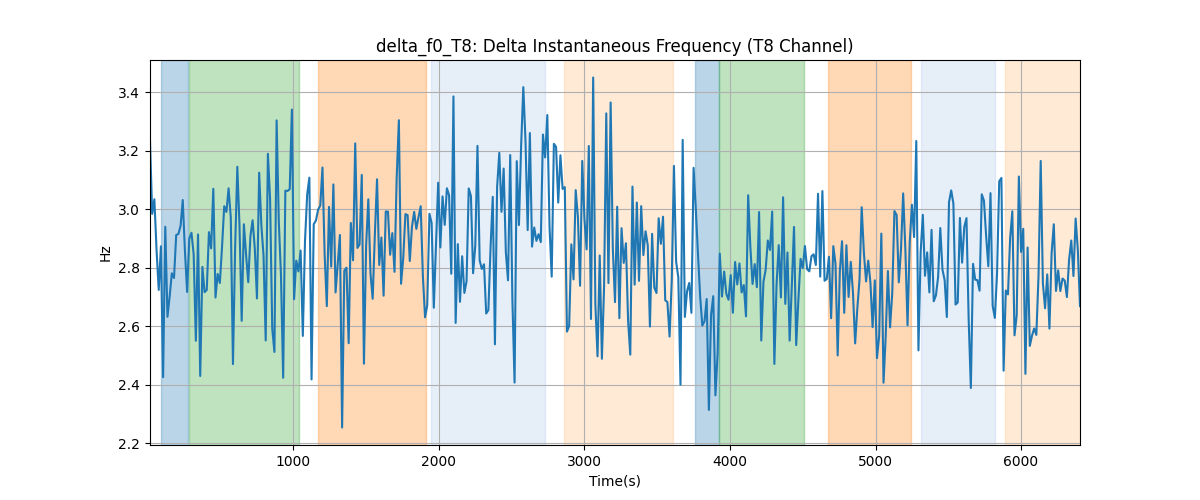 delta_f0_T8: Delta Instantaneous Frequency (T8 Channel)
Hz
3.4
3.2
3.0
2.8
2.6
2.4
2.2
1000 2000 3000 4000 5000 6000
Time(s)